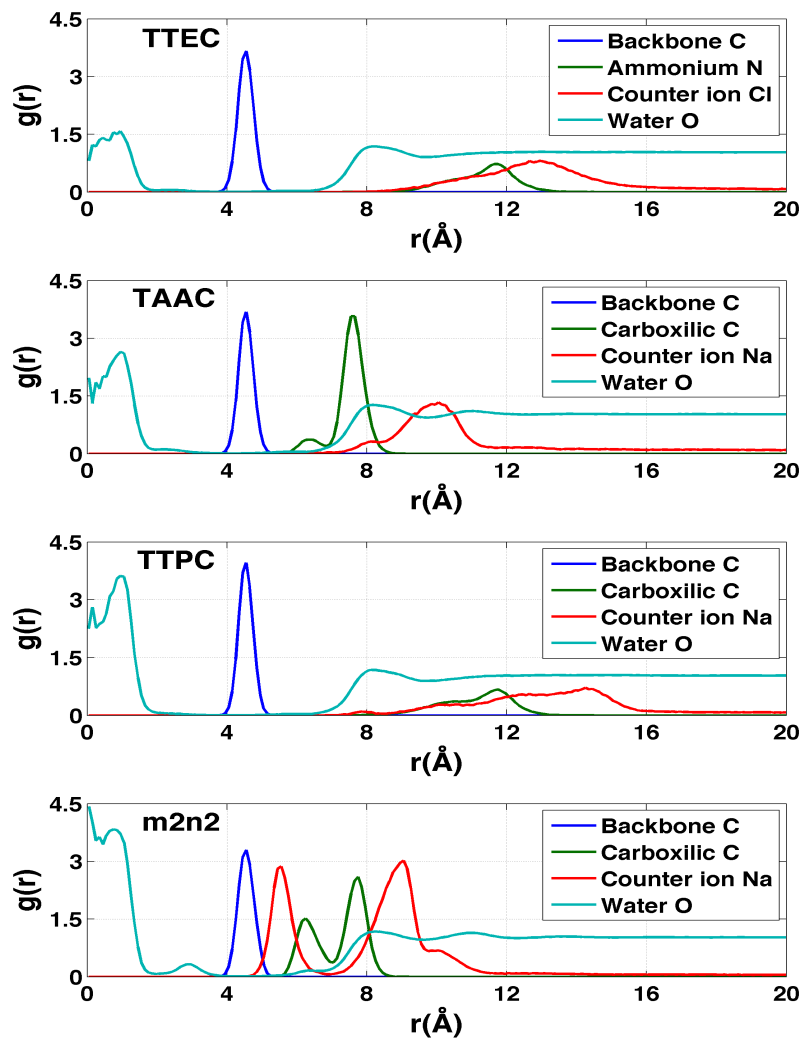 TTEC
Backbone C
Ammonium N
Counter ion Cl
Water O
g(r)
4.5
3
1.5
0
0 4 8 12 16 20
r(Å)
TAAC
Backbone C
Carboxilic C
Counter ion Na
Water O
g(r)
4.5
3
1.5
0
0 4 8 12 16 20
r(Å)
TTPC
Backbone C
Carboxilic C
Counter ion Na
Water O
g(r)
4.5
3
1.5
0
0 4 8 12 16 20
r(Å)
m2n2
Backbone C
Carboxilic C
Counter ion Na
Water O
g(r)
4.5
3
1.5
0
0 4 8 12 16 20
r(Å)